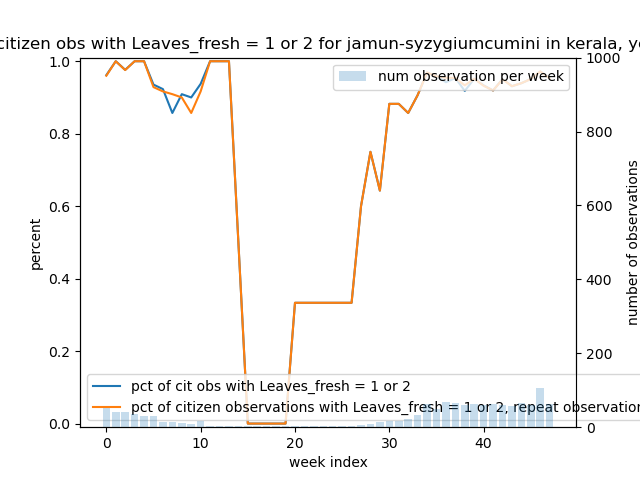 citizen obs with Leaves_fresh = 1 or 2 for jamun-syzygiumcumini in kerala,
num observation per week
1.0
0.8
0.6
0.4
0.2
0.0
percent
1000
800
600
400
200
0
number of observations
pct of cit obs with Leaves_fresh = 1 or 2
pct of citizen observations with Leaves_fresh = 1 or 2, repeat observation
0 10 20 30 40
week index